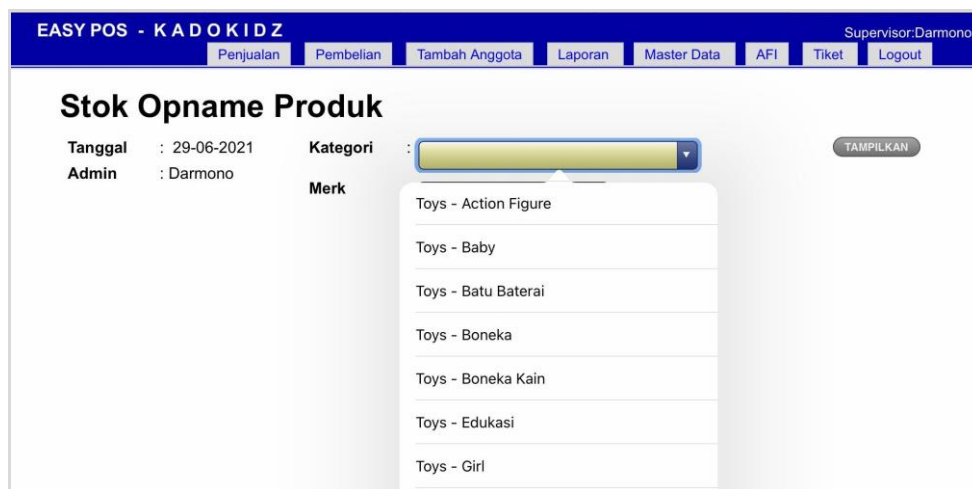 EASY POS - K A D O K I D Z
Supervisor:Darmono
Penjualan Pembelian Tambah Anggota Laporan Master Data AFI Tiket Logout
Stok Opname Produk
Tanggal : 29-06-2021 Kategori : TAMPILKAN
Admin : Darmono
Merk
Toys - Action Figure
Toys - Baby
Toys - Batu Baterai
Toys - Boneka
Toys - Boneka Kain
Toys - Edukasi
Toys - Girl